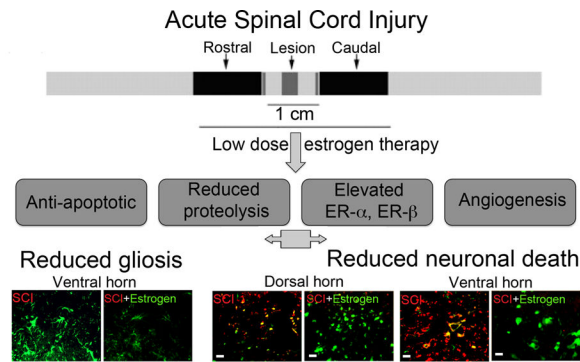 Acute Spinal Cord Injury
Rostral Lesion Caudal
1 cm
Low dose estrogen therapy
Anti-apoptotic
Reduced
proteolysis
Elevated
ER-α, ER-β
Angiogenesis
Reduced gliosis
Ventral horn
SCI
SCI+Estrogen
Reduced neuronal death
Dorsal horn
SCI
SCI+Estrogen
Ventral horn
SCI
SCI+Estrogen